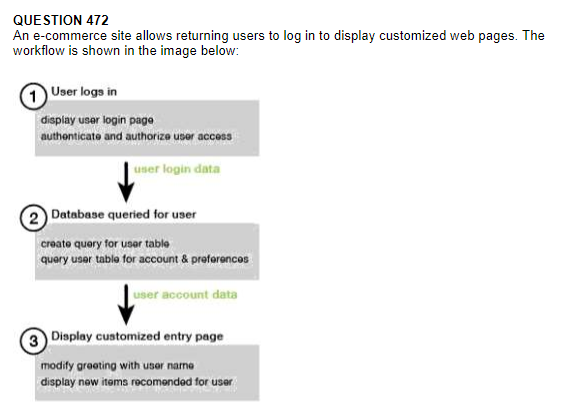 QUESTION 472
An e-commerce site allows returning users to log in to display customized web pages. The
workflow is shown in the image below:
1 User logs in
display user login page
authenticate and authorize user access
user login data
2 Database queried for user
create query for user table
query user table for account & preferences
user account data
3 Display customized entry page
modify greeting with user name
display new items recomended for user